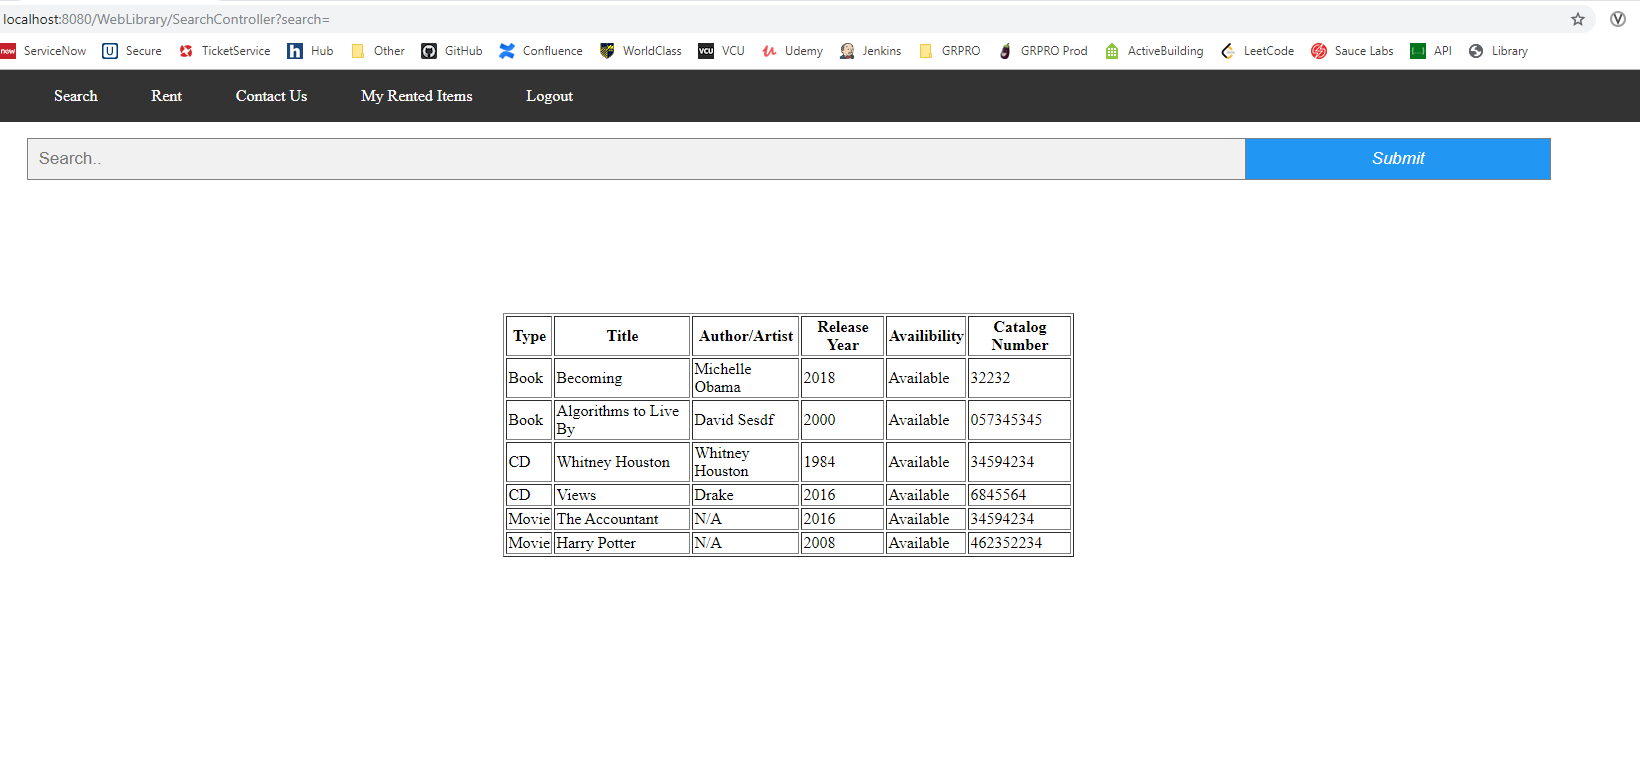 localhost:8080/WebLibrary/SearchController?search=
now ServiceNow U Secure TicketService h Hub Other GitHub Confluence WorldClass VCU VCU Udemy Jenkins GRPRO GRPRO Prod ActiveBuilding LeetCode Sauce Labs API Library
Search Rent Contact Us My Rented Items Logout
Search.. Submit
Type Title Author/Artist Release Year Availibility Catalog Number
Book Becoming Michelle Obama 2018 Available 32232
Book Algorithms to Live By David Sesdf 2000 Available 057345345
CD Whitney Houston Whitney Houston 1984 Available 34594234
CD Views Drake 2016 Available 6845564
Movie The Accountant N/A 2016 Available 34594234
Movie Harry Potter N/A 2008 Available 462352234